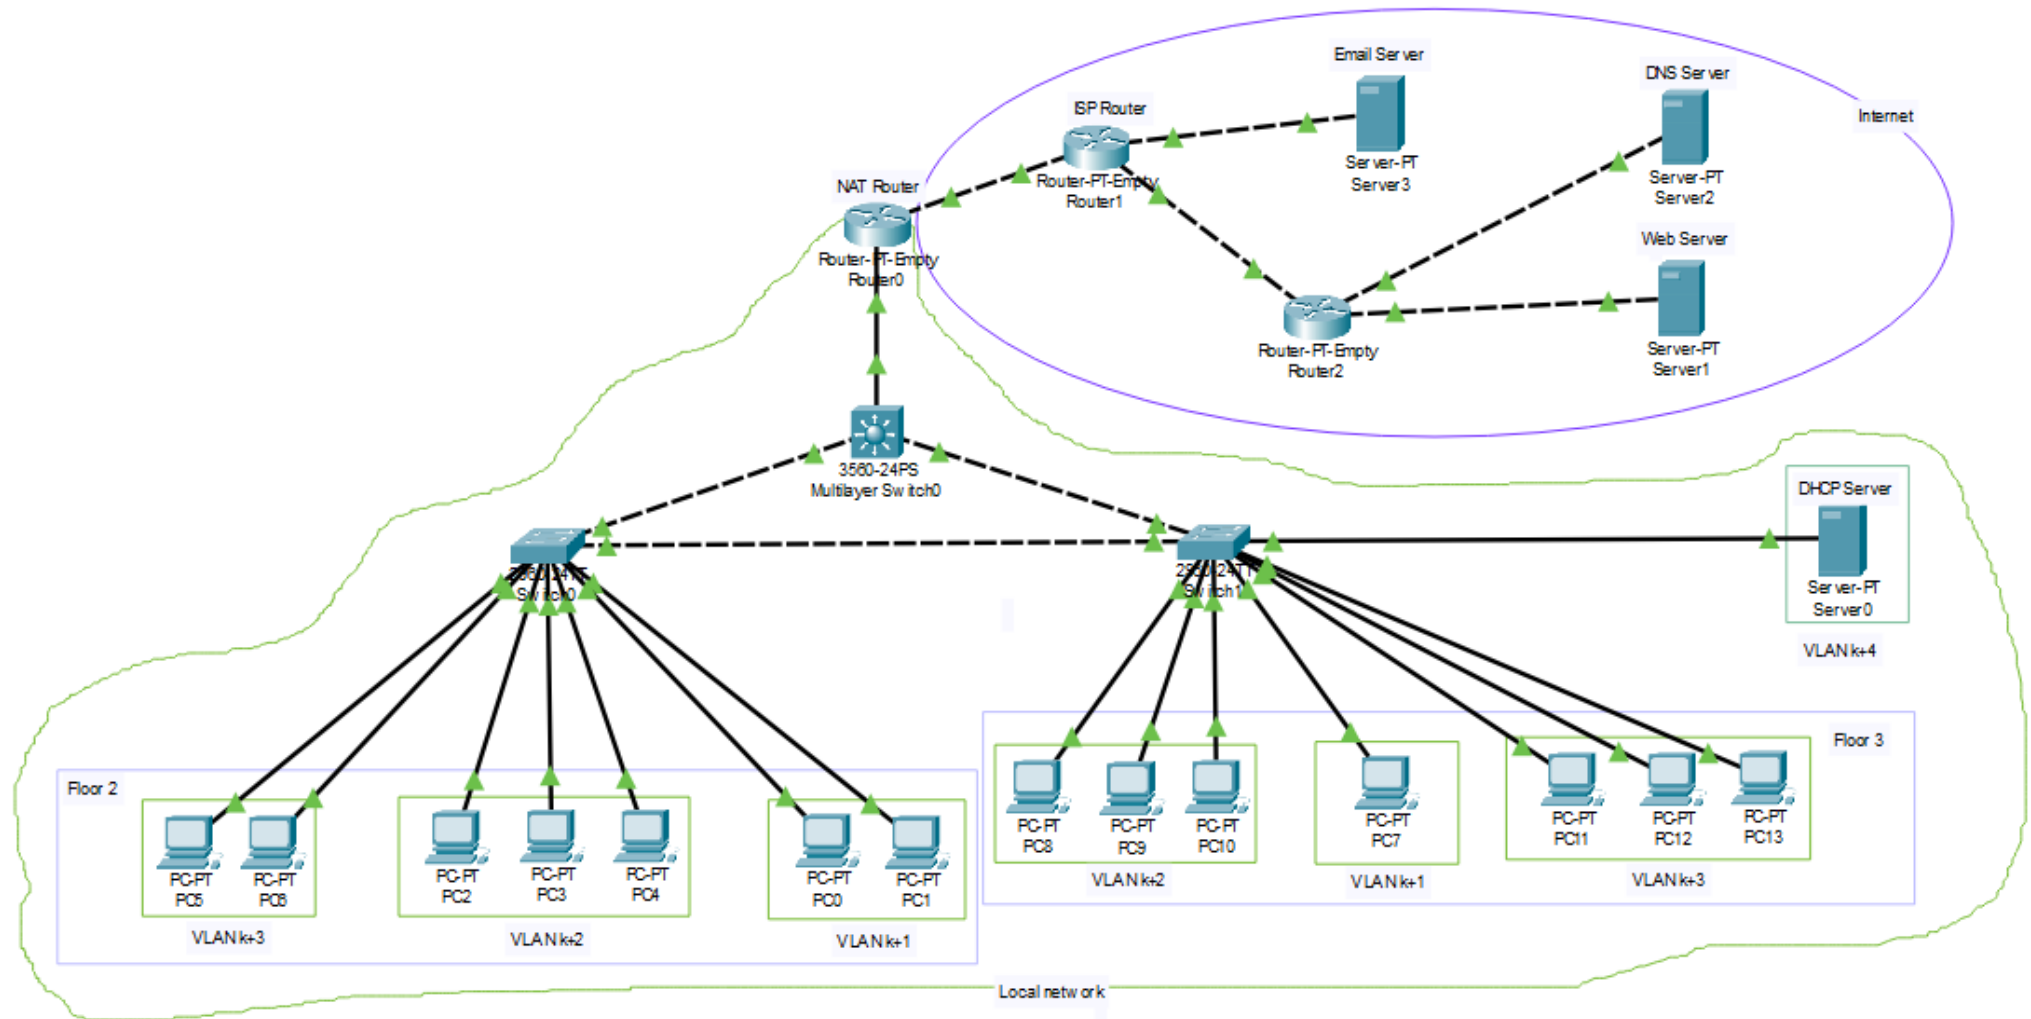 Email Server
DNS Server
ISP Router
Internet
Server-PT
Server3
Router-PT-Empty
Router1
NAT Router
Server-PT
Server2
Web Server
Router-PT-Empty
Router0
Router-PT-Empty
Router2
Server-PT
Server1
3560-24PS
Multilayer Switch0
DHCP Server
Switch0
Switch1
Server-PT
Server0
VLAN k+4
Floor 2
Floor 3
PC-PT
PC5
PC-PT
PC6
PC-PT
PC2
PC-PT
PC3
PC-PT
PC4
PC-PT
PC0
PC-PT
PC1
PC-PT
PC8
PC-PT
PC9
PC-PT
PC10
PC-PT
PC7
PC-PT
PC11
PC-PT
PC12
PC-PT
PC13
VLAN k+3
VLAN k+2
VLAN k+1
VLAN k+2
VLAN k+1
VLAN k+3
Local network